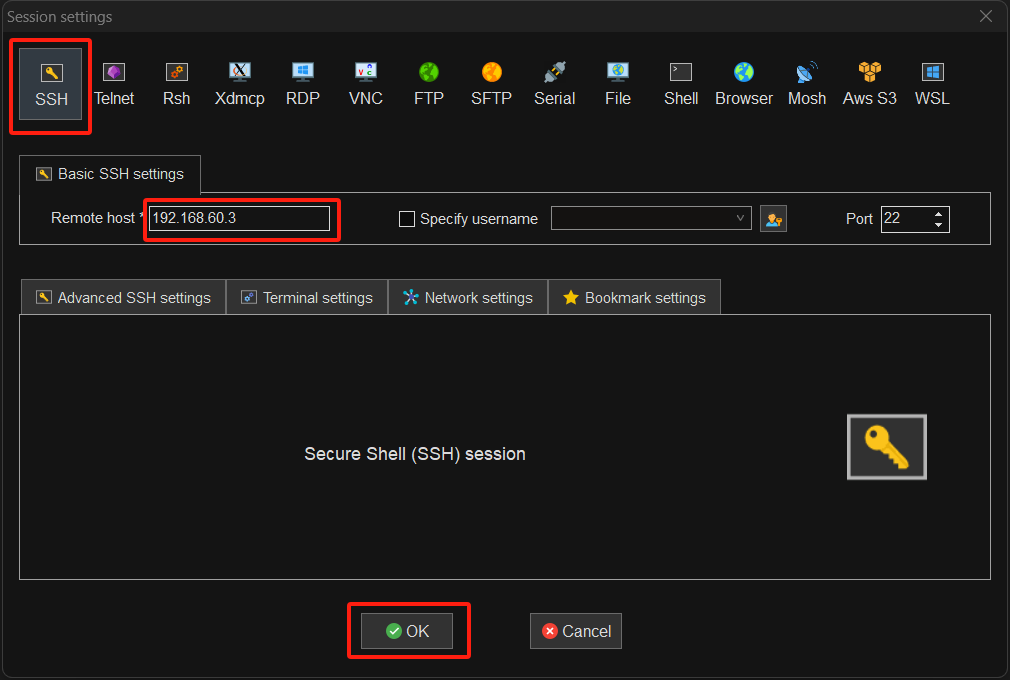 Session settings
SSH Telnet Rsh Xdmcp RDP VNC FTP SFTP Serial File Shell Browser Mosh Aws S3 WSL
Basic SSH settings
Remote host * 192.168.60.3 Specify username Port 22
Advanced SSH settings Terminal settings Network settings Bookmark settings
Secure Shell (SSH) session
OK Cancel